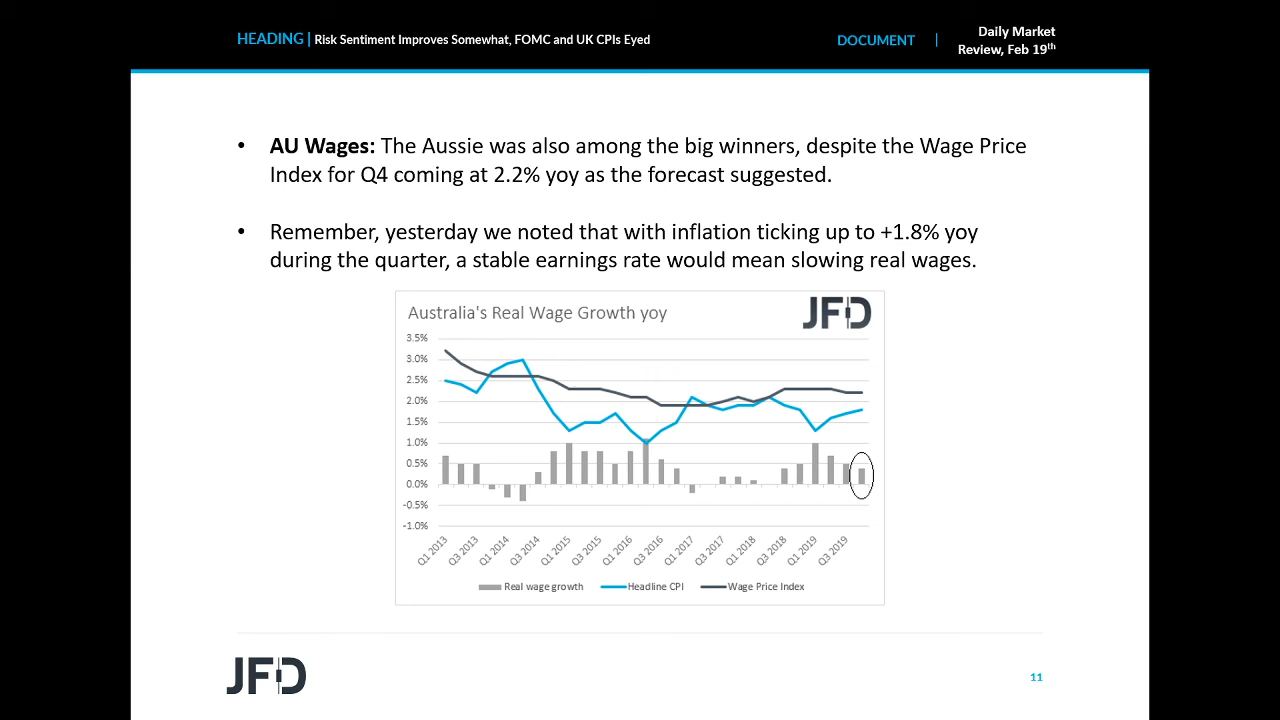 HEADING | Risk Sentiment Improves Somewhat, FOMC and UK CPIs Eyed
DOCUMENT |
Daily Market
Review, Feb 19th
• AU Wages: The Aussie was also among the big winners, despite the Wage Price
Index for Q4 coming at 2.2% yoy as the forecast suggested.
• Remember, yesterday we noted that with inflation ticking up to +1.8% yoy
during the quarter, a stable earnings rate would mean slowing real wages.
Australia's Real Wage Growth yoy
JFD
3.5%
3.0%
2.5%
2.0%
1.5%
1.0%
0.5%
0.0%
-0.5%
-1.0%
Q1 2013
Q3 2013
Q1 2014
Q3 2014
Q1 2015
Q3 2015
Q1 2016
Q3 2016
Q1 2017
Q3 2017
Q1 2018
Q3 2018
Q1 2019
Q3 2019
Real wage growth
Headline CPI
Wage Price Index
JFD
11